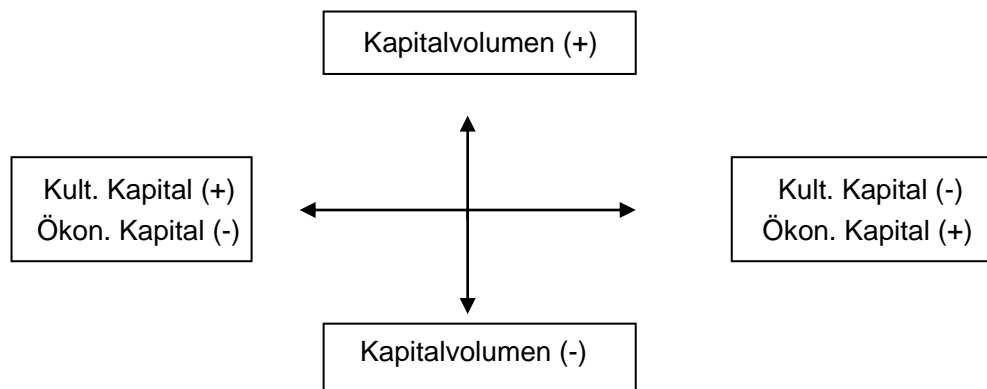 Kapitalvolumen (+)
Kult. Kapital (+)
Ökon. Kapital (-)
Kult. Kapital (-)
Ökon. Kapital (+)
Kapitalvolumen (-)